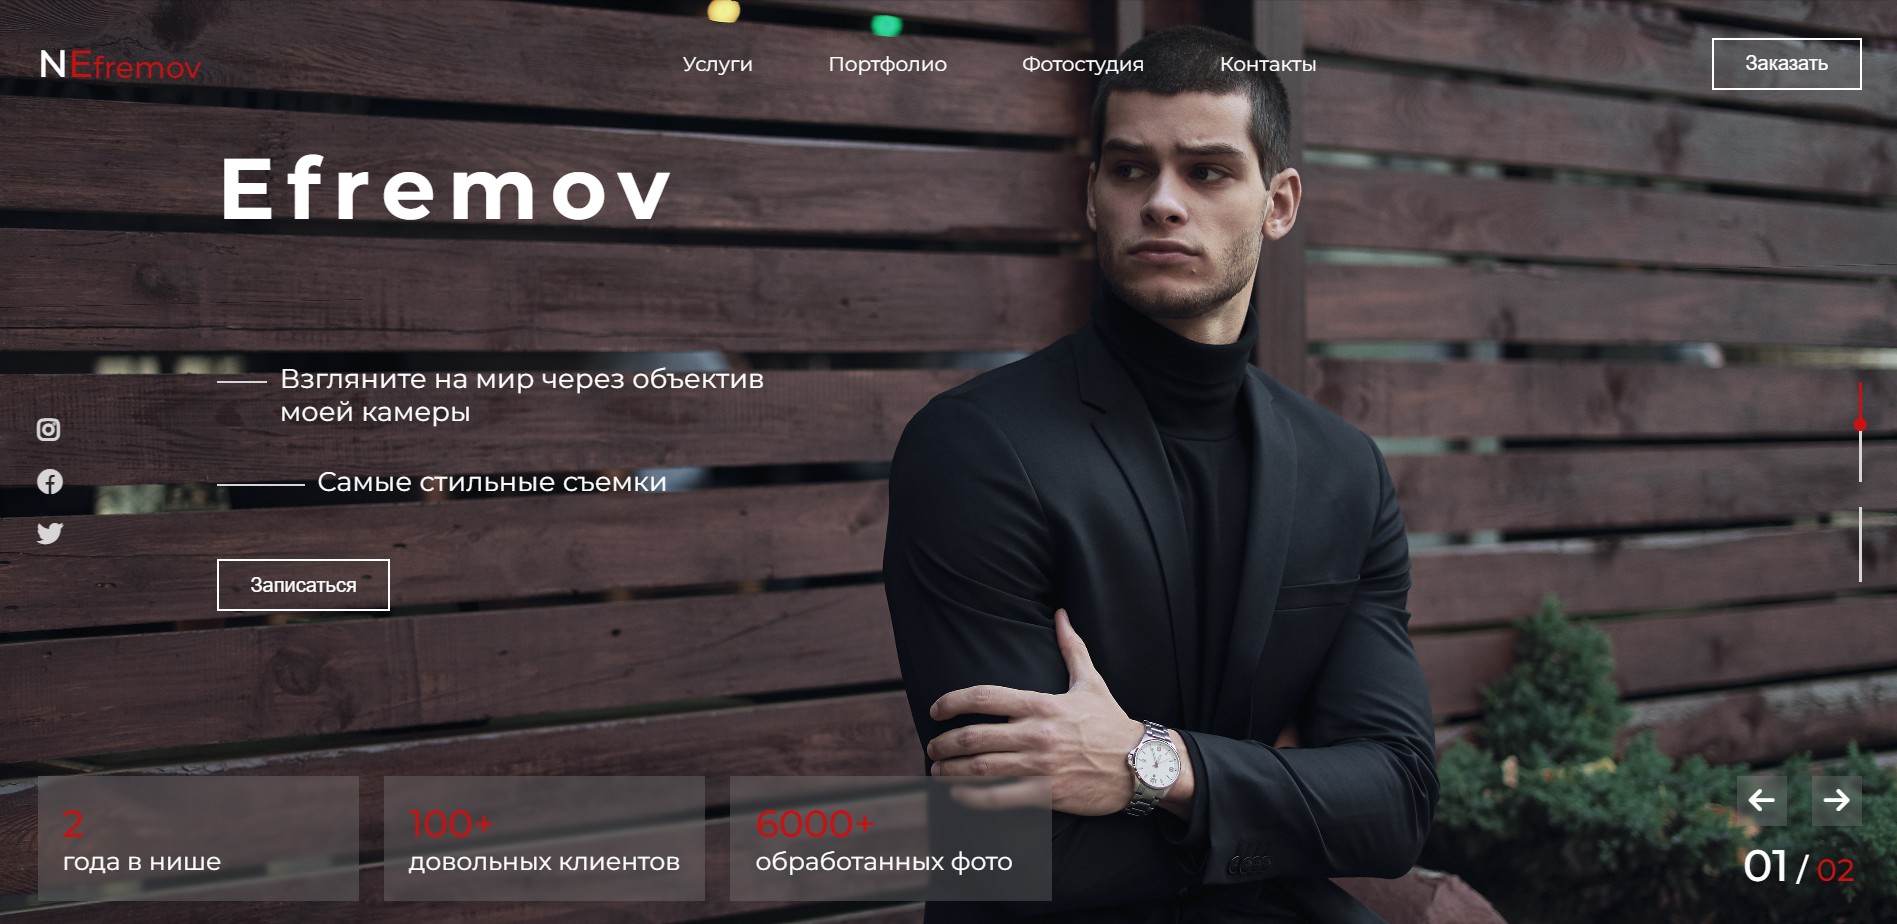 NEfremov
Услуги
Портфолио
Фотостудия
Контакты
Заказать
Efremov
Взгляните на мир через объектив
моей камеры
Самые стильные съемки
Записаться
2
года в нише
100+
довольных клиентов
6000+
обработанных фото
01 / 02